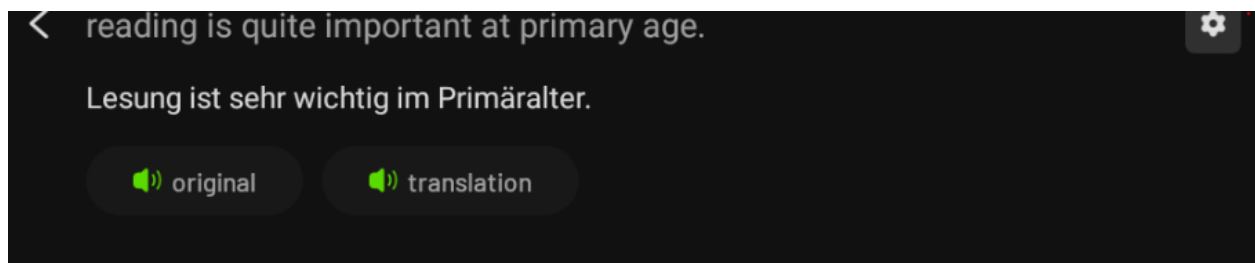 reading is quite important at primary age.
Lesung ist sehr wichtig im Primäralter.
original translation